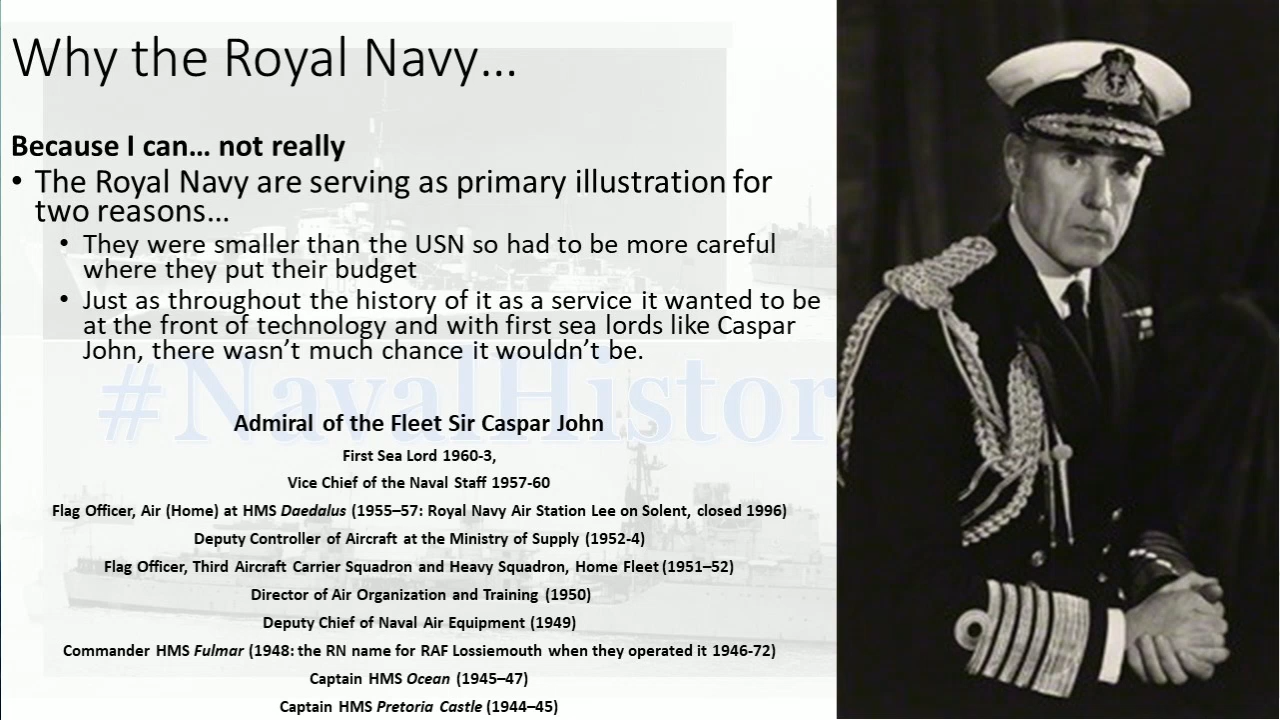 Why the Royal Navy...
Because I can... not really
• The Royal Navy are serving as primary illustration for
two reasons...
• They were smaller than the USN so had to be more careful
where they put their budget
• Just as throughout the history of it as a service it wanted to be
at the front of technology and with first sea lords like Caspar
John, there wasn't much chance it wouldn't be.
#NavalHistor
Admiral of the Fleet Sir Caspar John
First Sea Lord 1960-3,
Vice Chief of the Naval Staff 1957-60
Flag Officer, Air (Home) at HMS Daedalus (1955–57: Royal Navy Air Station Lee on Solent, closed 1996)
Deputy Controller of Aircraft at the Ministry of Supply (1952-4)
Flag Officer, Third Aircraft Carrier Squadron and Heavy Squadron, Home Fleet (1951–52)
Director of Air Organization and Training (1950)
Deputy Chief of Naval Air Equipment (1949)
Commander HMS Fulmar (1948: the RN name for RAF Lossiemouth when they operated it 1946-72)
Captain HMS Ocean (1945–47)
Captain HMS Pretoria Castle (1944–45)